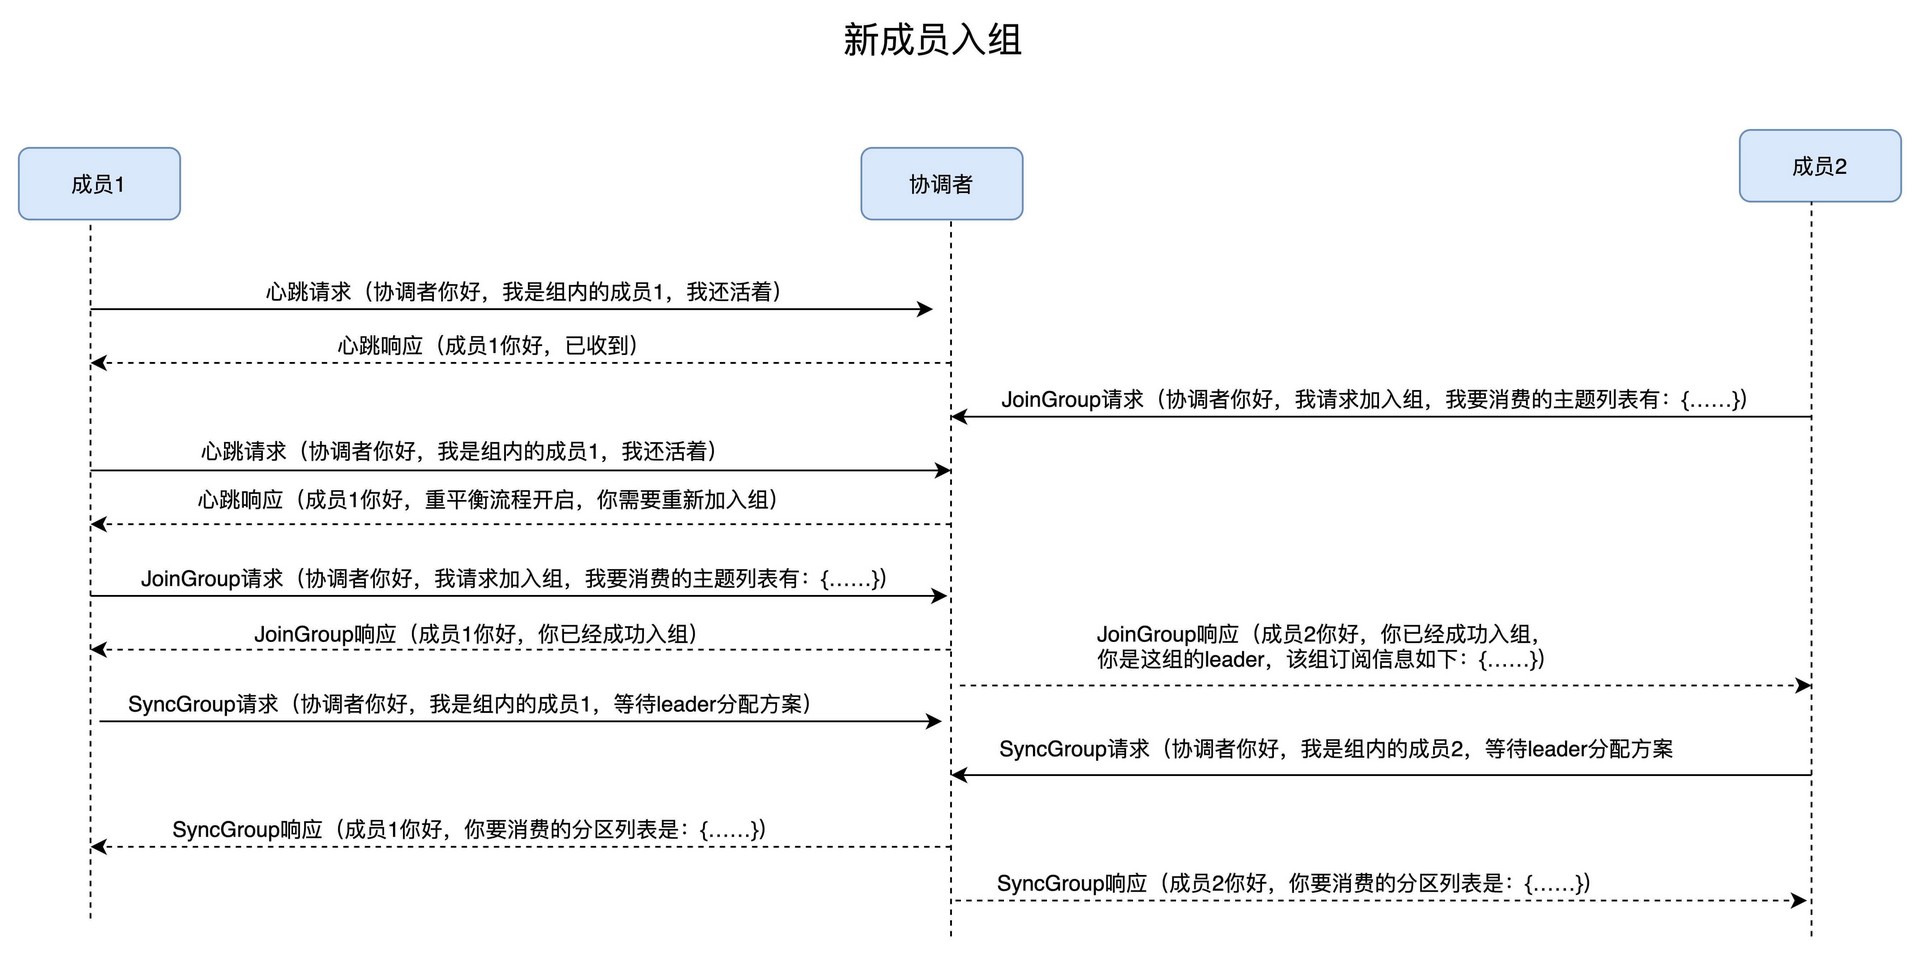 新成员入组
成员1
协调者
成员2
心跳请求（协调者你好，我是组内的成员1，我还活着）
心跳响应（成员1你好，已收到）
JoinGroup请求（协调者你好，我请求加入组，我要消费的主题列表有：{……}）
心跳请求（协调者你好，我是组内的成员1，我还活着）
心跳响应（成员1你好，重平衡流程开启，你需要重新加入组）
JoinGroup请求（协调者你好，我请求加入组，我要消费的主题列表有：{……}）
JoinGroup响应（成员1你好，你已经成功入组）
JoinGroup响应（成员2你好，你已经成功入组，
你是这组的leader，该组订阅信息如下：{……}）
SyncGroup请求（协调者你好，我是组内的成员1，等待leader分配方案）
SyncGroup请求（协调者你好，我是组内的成员2，等待leader分配方案
SyncGroup响应（成员1你好，你要消费的分区列表是：{……}）
SyncGroup响应（成员2你好，你要消费的分区列表是：{……}）